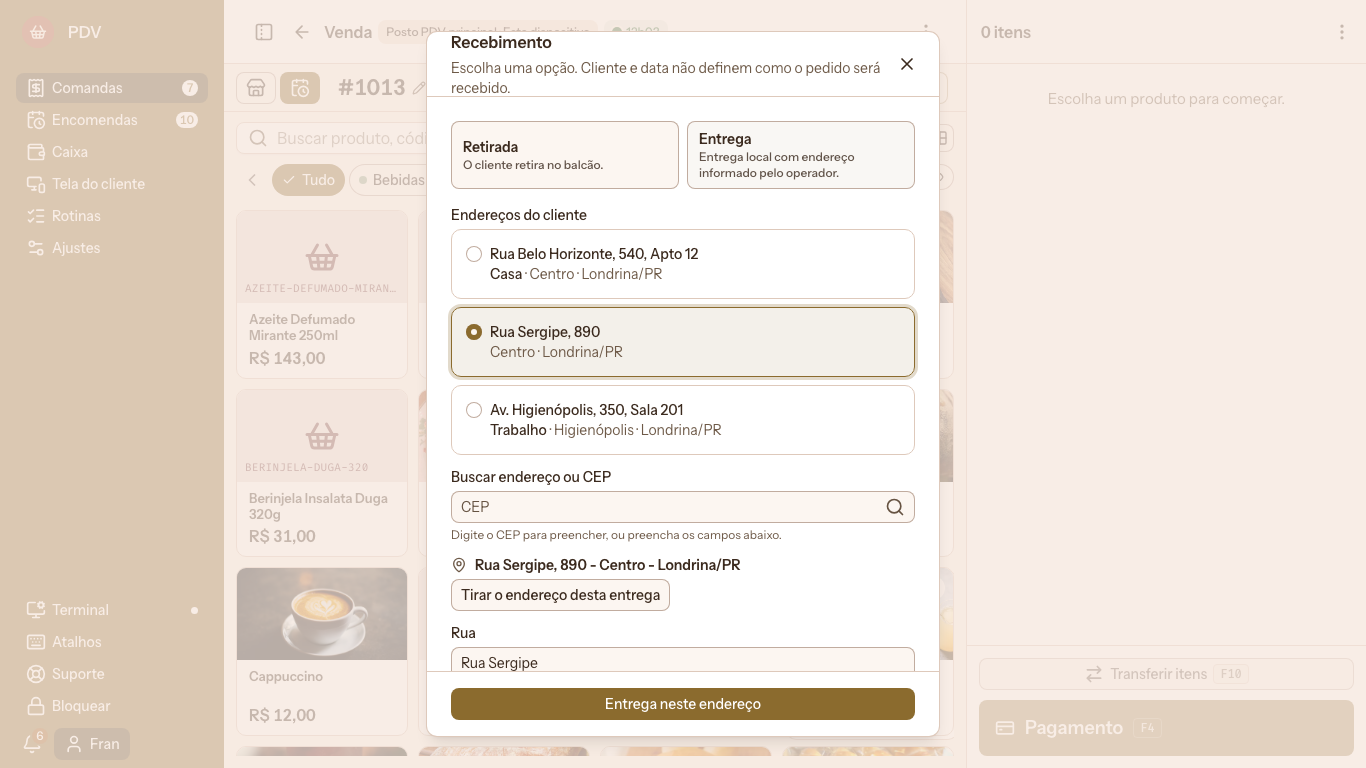 PDV
Comandas 7
Encomendas 10
Caixa
Tela do cliente
Rotinas
Ajustes
Terminal
Atalhos
Suporte
Bloquear
6 Fran
Venda
Posto PDV principal. Este dispositivo
12h02
#1013
Buscar produto, códi
Tudo
Bebidas
AZEITE-DEFUMADO-MIRAN…
Azeite Defumado
Mirante 250ml
R$ 143,00
BERINJELA-DUGA-320
Berinjela Insalata Duga
320g
R$ 31,00
Cappuccino
R$ 12,00
Recebimento
Escolha uma opção. Cliente e data não definem como o pedido será
recebido.
Retirada
O cliente retira no balcão.
Entrega
Entrega local com endereço
informado pelo operador.
Endereços do cliente
Rua Belo Horizonte, 540, Apto 12
Casa · Centro · Londrina/PR
Rua Sergipe, 890
Centro · Londrina/PR
Av. Higienópolis, 350, Sala 201
Trabalho · Higienópolis · Londrina/PR
Buscar endereço ou CEP
CEP
Digite o CEP para preencher, ou preencha os campos abaixo.
Rua Sergipe, 890 - Centro - Londrina/PR
Tirar o endereço desta entrega
Rua
Rua Sergipe
Entrega neste endereço
0 itens
Escolha um produto para começar.
Transferir itens F10
Pagamento F4